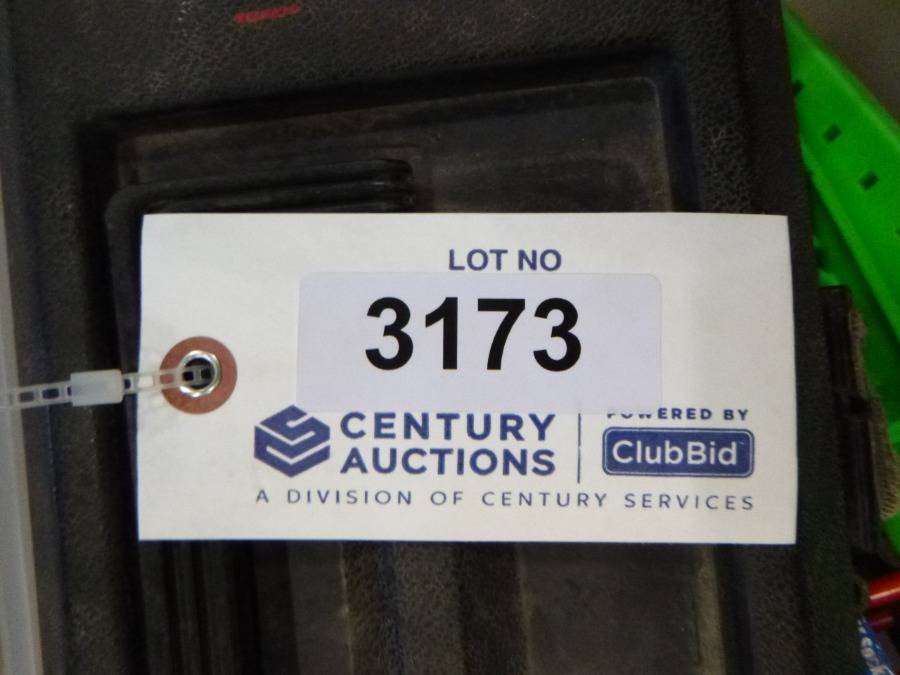 LOT NO
3173
CENTURY
AUCTIONS
POWERED BY
ClubBid
A DIVISION OF CENTURY SERVICES